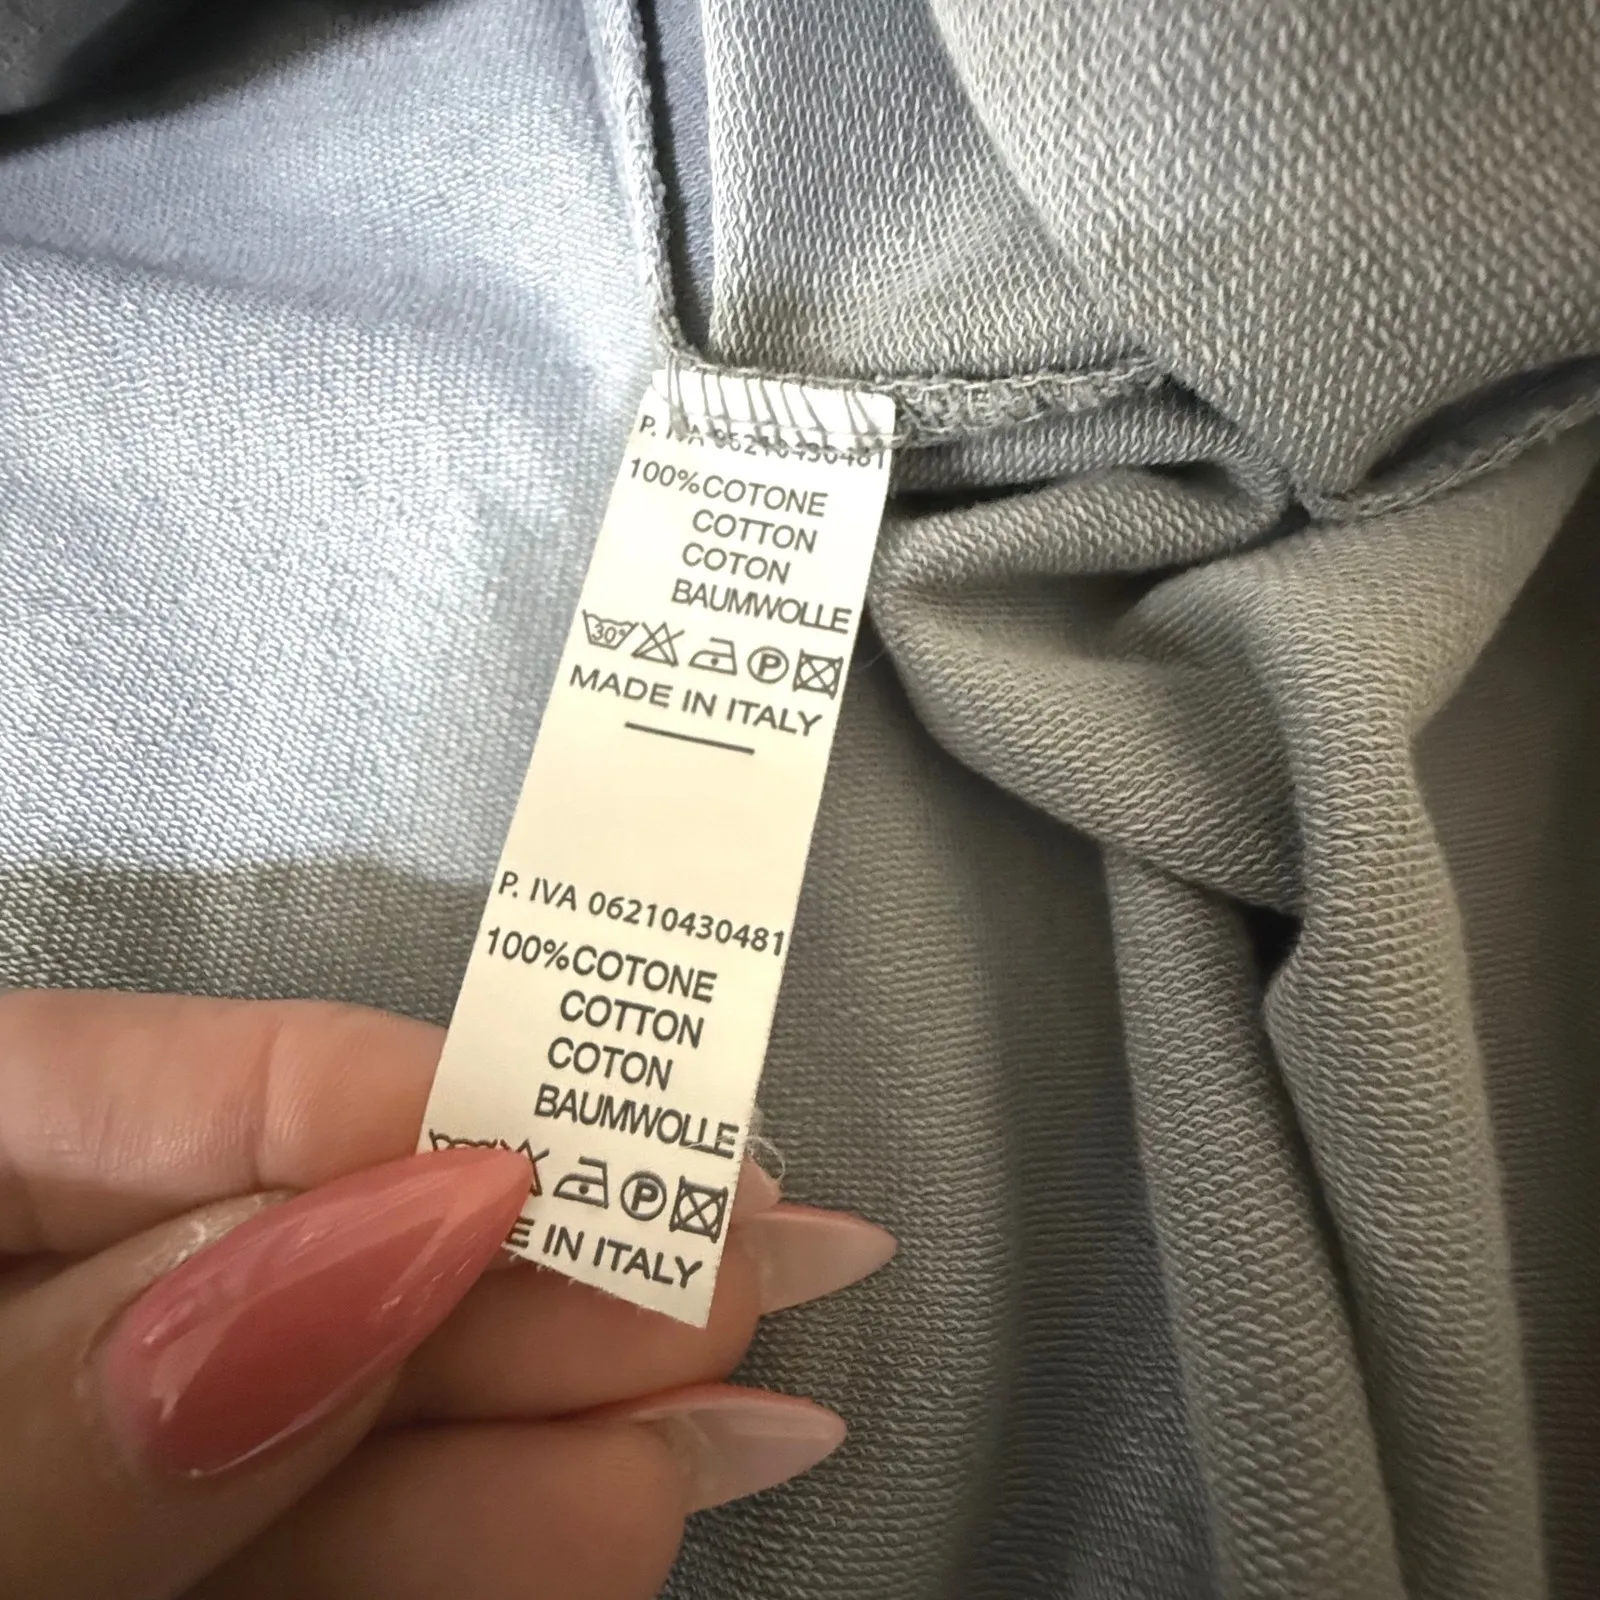 P. IVA 06210430481
100%COTONE
COTTON
COTON
BAUMWOLLE
30° P
MADE IN ITALY
P. IVA 06210430481
100%COTONE
COTTON
COTON
BAUMWOLLE
P
E IN ITALY